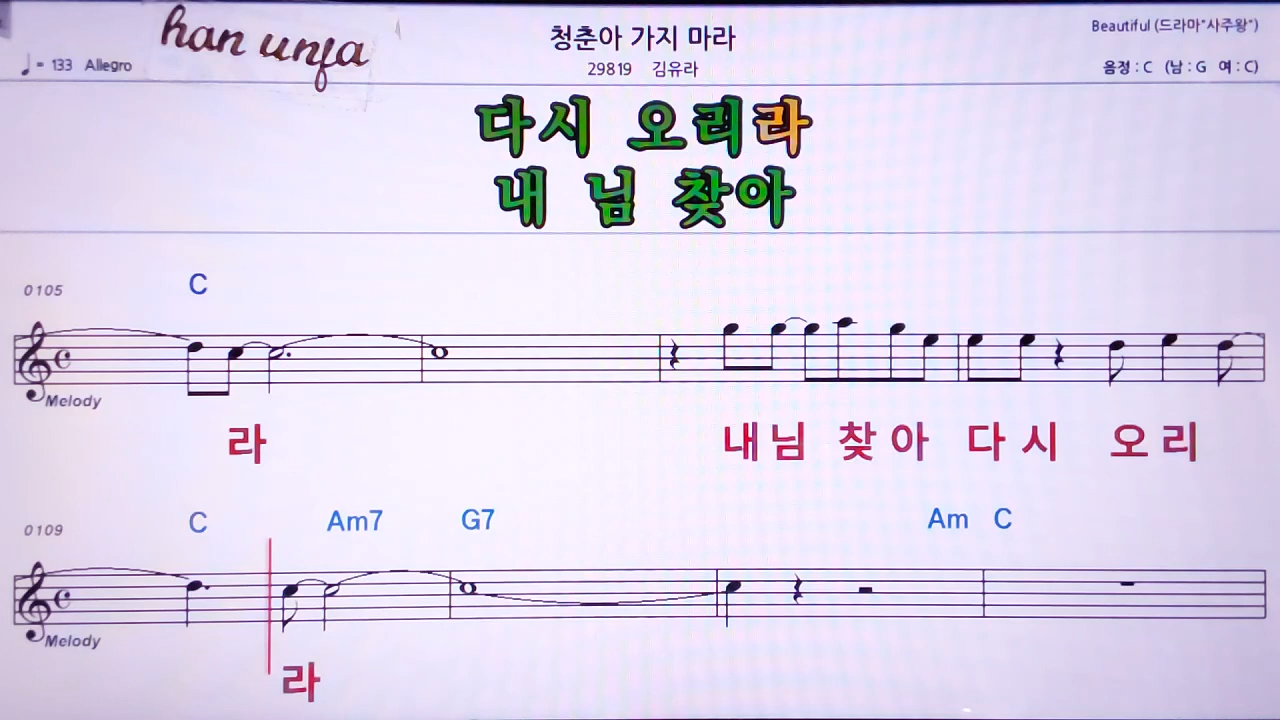 han unfa
청춘아 가지 마라
Beautiful (드라마"사주왕")
♩= 133 Allegro
29819 김유라
음정 : C (남 : G 여 : C)
다시 오리라
내 님 찾아
0105
C
Melody
라 내 님 찾 아 다 시 오 리
0109
C Am7 G7 Am C
Melody
라